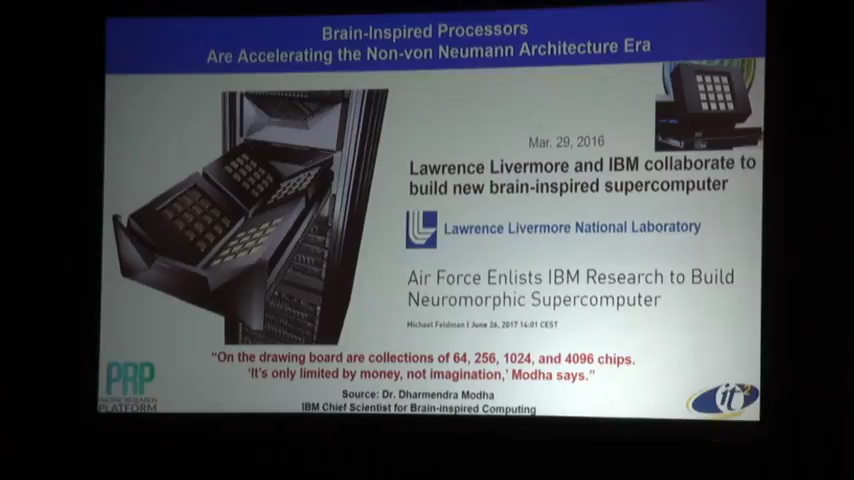 Brain-Inspired Processors
Are Accelerating the Non-von Neumann Architecture Era
Mar. 29, 2016
Lawrence Livermore and IBM collaborate to
build new brain-inspired supercomputer
Lawrence Livermore National Laboratory
Air Force Enlists IBM Research to Build
Neuromorphic Supercomputer
Michael Feldman | June 26, 2017 14:01 CEST
"On the drawing board are collections of 64, 256, 1024, and 4096 chips.
'It's only limited by money, not imagination,' Modha says."
Source: Dr. Dharmendra Modha
IBM Chief Scientist for Brain-inspired Computing
PRP
PACIFIC RESEARCH
PLATFORM
it2